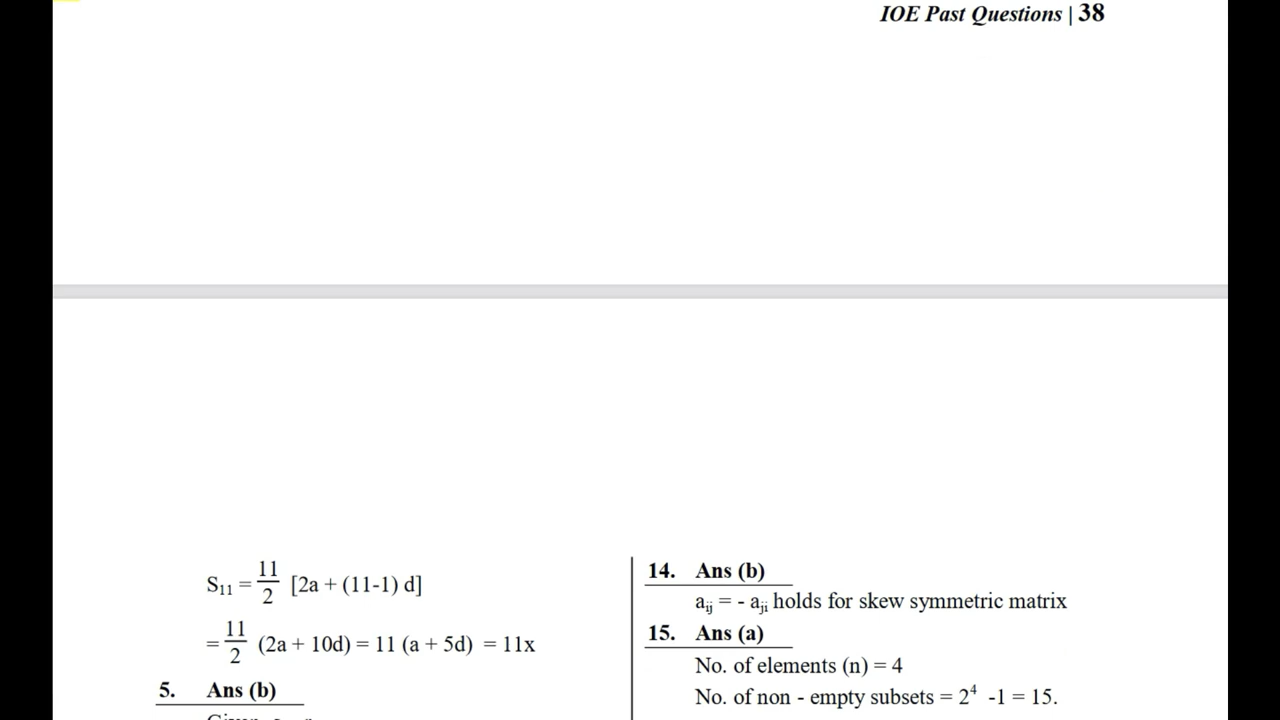 IOE Past Questions | 38
S₁₁ = 11/2 [2a + (11-1) d]
= 11/2 (2a + 10d) = 11 (a + 5d) = 11x
5. Ans (b)
14. Ans (b)
aᵢⱼ = - aⱼᵢ holds for skew symmetric matrix
15. Ans (a)
No. of elements (n) = 4
No. of non - empty subsets = 2⁴ -1 = 15.